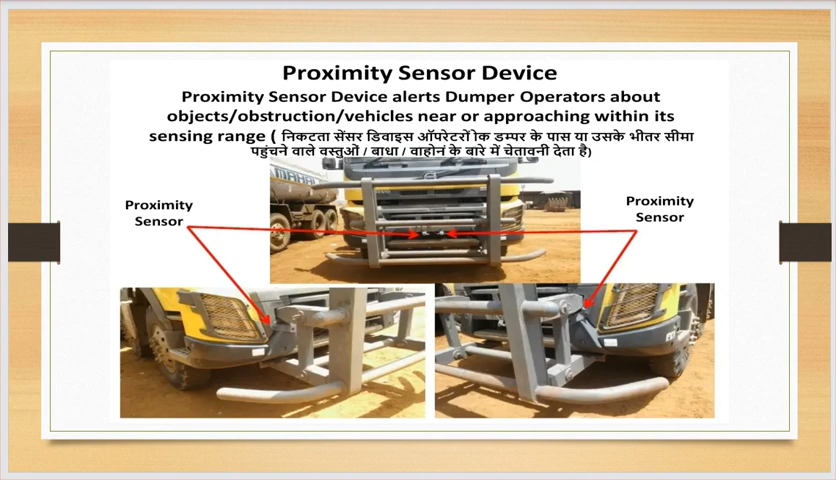 Proximity Sensor Device
Proximity Sensor Device alerts Dumper Operators about
objects/obstruction/vehicles near or approaching within its
sensing range ( निकटता सेंसर डिवाइस ऑपरेटरों ोक डम्पर के पास या उसके भीतर सीमा
पहुंचने वाले वस्तुओं / बाधा / वाहोनं के बारे में चेतावनी देता है)
Proximity
Sensor
Proximity
Sensor